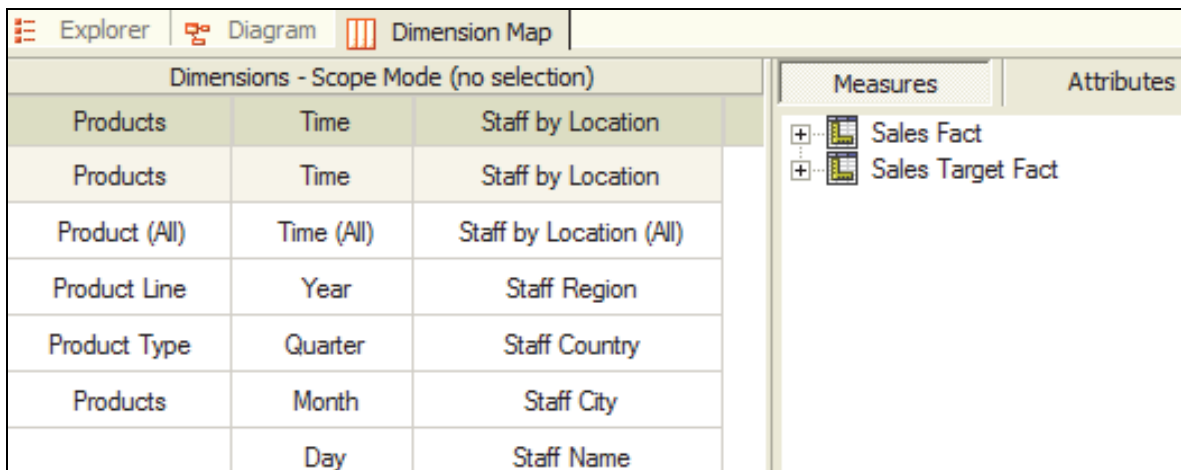 Explorer Diagram Dimension Map
Dimensions - Scope Mode (no selection)
Products Time Staff by Location
Products Time Staff by Location
Product (All) Time (All) Staff by Location (All)
Product Line Year Staff Region
Product Type Quarter Staff Country
Products Month Staff City
Day Staff Name
Measures Attributes
Sales Fact
Sales Target Fact